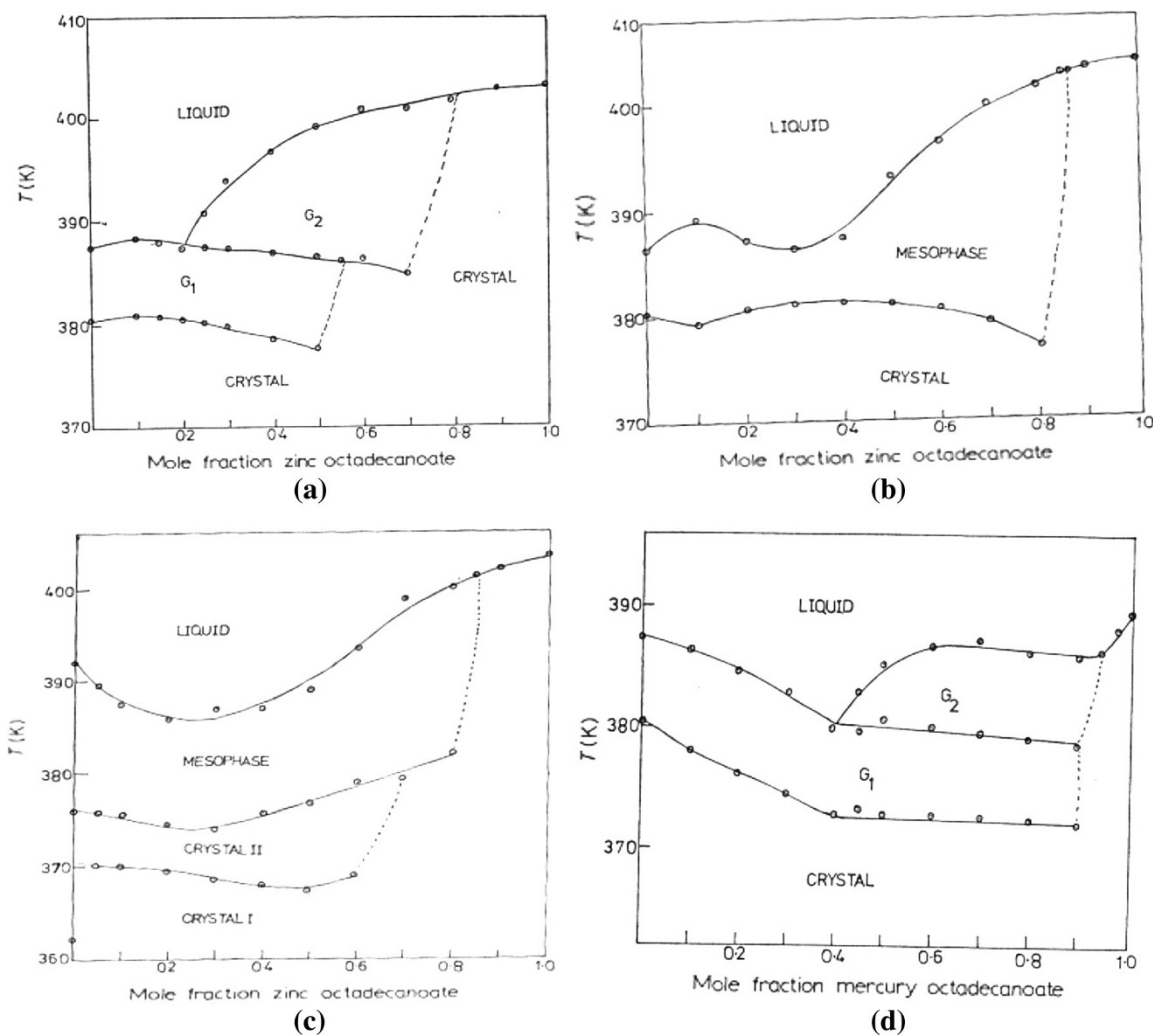 410
400
390
380
370
T(K)
LIQUID
G2
G1
CRYSTAL
CRYSTAL
0·2 0·4 0·6 0·8 1·0
Mole fraction zinc octadecanoate
(a)
410
400
390
380
370
T(K)
LIQUID
MESOPHASE
CRYSTAL
0·2 0·4 0·6 0·8 1·0
Mole fraction zinc octadecanoate
(b)
400
390
380
370
360
T(K)
LIQUID
MESOPHASE
CRYSTAL II
CRYSTAL I
0·2 0·4 0·6 0·8 1·0
Mole fraction zinc octadecanoate
(c)
390
380
370
T(K)
LIQUID
G2
G1
CRYSTAL
0·2 0·4 0·6 0·8 1·0
Mole fraction mercury octadecanoate
(d)